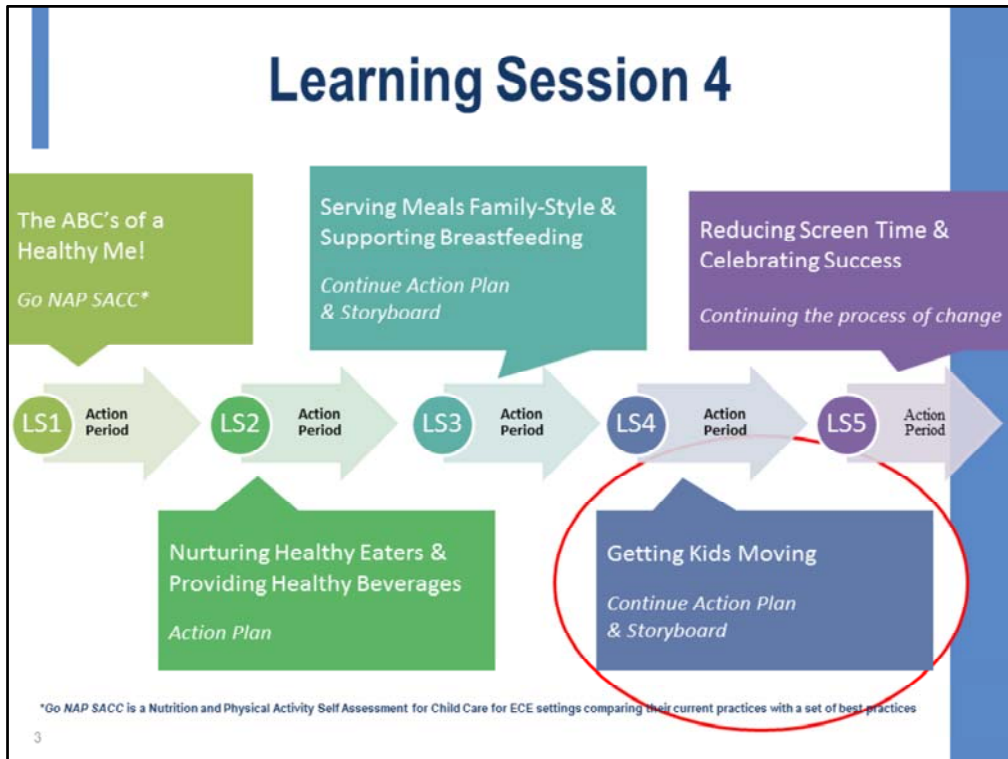 Learning Session 4
The ABC's of a
Healthy Me!
Go NAP SACC*
Serving Meals Family-Style &
Supporting Breastfeeding
Continue Action Plan
& Storyboard
Reducing Screen Time &
Celebrating Success
Continuing the process of change
LS1
Action
Period
LS2
Action
Period
LS3
Action
Period
LS4
Action
Period
LS5
Action
Period
Nurturing Healthy Eaters &
Providing Healthy Beverages
Action Plan
Getting Kids Moving
Continue Action Plan
& Storyboard
*Go NAP SACC is a Nutrition and Physical Activity Self Assessment for Child Care for ECE settings comparing their current practices with a set of best practices
3